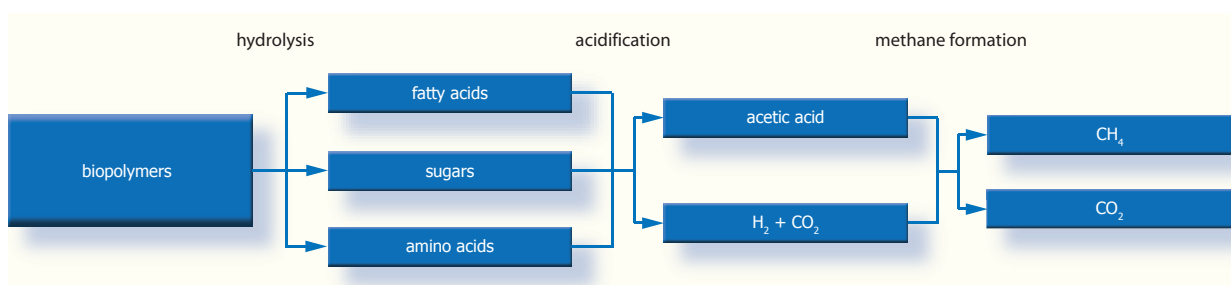 hydrolysis
acidification
methane formation
biopolymers
fatty acids
sugars
amino acids
acetic acid
H₂ + CO₂
CH₄
CO₂